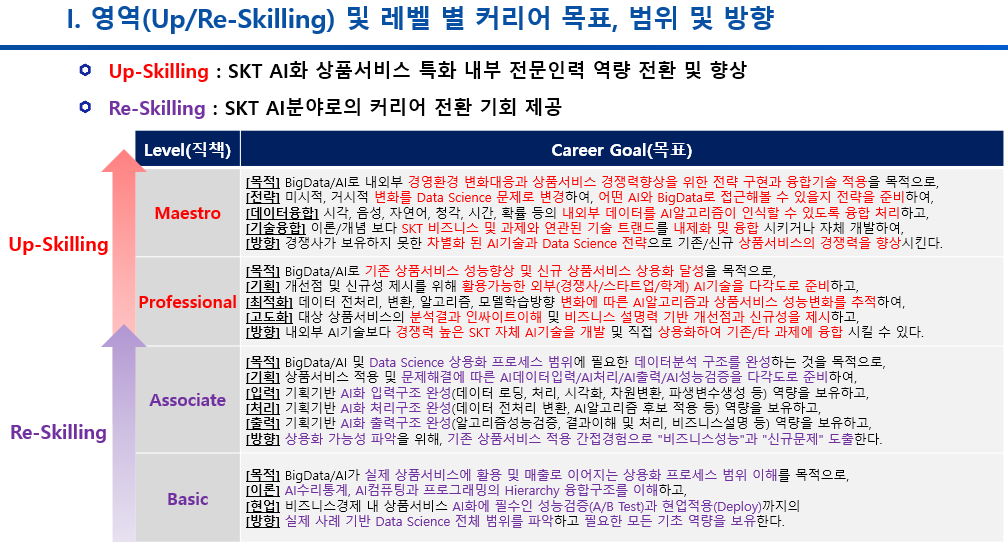 I. 영역(Up/Re-Skilling) 및 레벨 별 커리어 목표, 범위 및 방향
Up-Skilling : SKT AI화 상품서비스 특화 내부 전문인력 역량 전환 및 향상
Re-Skilling : SKT AI분야로의 커리어 전환 기회 제공
Level(직책)
Career Goal(목표)
Up-Skilling
Maestro
[목적] BigData/AI로 내외부 경영환경 변화대응과 상품서비스 경쟁력향상을 위한 전략 구현과 융합기술 적용을 목적으로,
[전략] 미시적, 거시적 변화를 Data Science 문제로 변경하여, 어떤 AI와 BigData로 접근해볼 수 있을지 전략을 준비하여,
[데이터융합] 시각, 음성, 자연어, 청각, 시간, 확률 등의 내외부 데이터를 AI알고리즘이 인식할 수 있도록 융합 처리하고,
[기술융합] 이론/개념 보다 SKT 비즈니스 및 과제와 연관된 기술 트랜드를 내제화 및 융합 시키거나 자체 개발하여,
[방향] 경쟁사가 보유하지 못한 차별화 된 AI기술과 Data Science 전략으로 기존/신규 상품서비스의 경쟁력을 향상시킨다.
Professional
[목적] BigData/AI로 기존 상품서비스 성능향상 및 신규 상품서비스 상용화 달성을 목적으로,
[기획] 개선점 및 신규성 제시를 위해 활용가능한 외부(경쟁사/스타트업/학계) AI기술을 다각도로 준비하고,
[최적화] 데이터 전처리, 변환, 알고리즘, 모델학습방향 변화에 따른 AI알고리즘과 상품서비스 성능변화를 추적하여,
[고도화] 대상 상품서비스의 분석결과 인싸이트이해 및 비즈니스 설명력 기반 개선점과 신규성을 제시하고,
[방향] 내외부 AI기술보다 경쟁력 높은 SKT 자체 AI기술을 개발 및 직접 상용화하여 기존/타 과제에 융합 시킬 수 있다.
Re-Skilling
Associate
[목적] BigData/AI 및 Data Science 상용화 프로세스 범위에 필요한 데이터분석 구조를 완성하는 것을 목적으로,
[기획] 상품서비스 적용 및 문제해결에 따른 AI데이터입력/AI처리/AI출력/AI성능검증을 다각도로 준비하여,
[입력] 기획기반 AI화 입력구조 완성(데이터 로딩, 처리, 시각화, 자원변환, 파생변수생성 등) 역량을 보유하고,
[처리] 기획기반 AI화 처리구조 완성(데이터 전처리 변환, AI알고리즘 후보 적용 등) 역량을 보유하고,
[출력] 기획기반 AI화 출력구조 완성(알고리즘성능검증, 결과이해 및 처리, 비즈니스설명 등) 역량을 보유하고,
[방향] 상용화 가능성 파악을 위해, 기존 상품서비스 적용 간접경험으로 "비즈니스성능"과 "신규문제" 도출한다.
Basic
[목적] BigData/AI가 실제 상품서비스에 활용 및 매출로 이어지는 상용화 프로세스 범위 이해를 목적으로,
[이론] AI수리통계, AI컴퓨팅과 프로그래밍의 Hierarchy 융합구조를 이해하고,
[현업] 비즈니스경제 내 상품서비스 AI화에 필수인 성능검증(A/B Test)과 현업적용(Deploy)까지의
[방향] 실제 사례 기반 Data Science 전체 범위를 파악하고 필요한 모든 기초 역량을 보유한다.